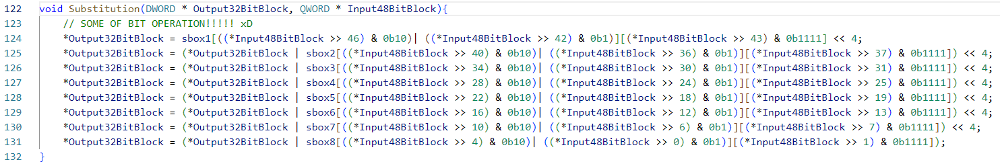 122 void Substitution(DWORD * Output32BitBlock, QWORD * Input48BitBlock){
123     // SOME OF BIT OPERATION!!!!! xD
124     *Output32BitBlock = sbox1[((*Input48BitBlock >> 46) & 0b10)| ((*Input48BitBlock >> 42) & 0b1)][(*Input48BitBlock >> 43) & 0b1111] << 4;
125     *Output32BitBlock = (*Output32BitBlock | sbox2[((*Input48BitBlock >> 40) & 0b10)| ((*Input48BitBlock >> 36) & 0b1)][(*Input48BitBlock >> 37) & 0b1111]) << 4;
126     *Output32BitBlock = (*Output32BitBlock | sbox3[((*Input48BitBlock >> 34) & 0b10)| ((*Input48BitBlock >> 30) & 0b1)][(*Input48BitBlock >> 31) & 0b1111]) << 4;
127     *Output32BitBlock = (*Output32BitBlock | sbox4[((*Input48BitBlock >> 28) & 0b10)| ((*Input48BitBlock >> 24) & 0b1)][(*Input48BitBlock >> 25) & 0b1111]) << 4;
128     *Output32BitBlock = (*Output32BitBlock | sbox5[((*Input48BitBlock >> 22) & 0b10)| ((*Input48BitBlock >> 18) & 0b1)][(*Input48BitBlock >> 19) & 0b1111]) << 4;
129     *Output32BitBlock = (*Output32BitBlock | sbox6[((*Input48BitBlock >> 16) & 0b10)| ((*Input48BitBlock >> 12) & 0b1)][(*Input48BitBlock >> 13) & 0b1111]) << 4;
130     *Output32BitBlock = (*Output32BitBlock | sbox7[((*Input48BitBlock >> 10) & 0b10)| ((*Input48BitBlock >> 6) & 0b1)][(*Input48BitBlock >> 7) & 0b1111]) << 4;
131     *Output32BitBlock = (*Output32BitBlock | sbox8[((*Input48BitBlock >> 4) & 0b10)| ((*Input48BitBlock >> 0) & 0b1)][(*Input48BitBlock >> 1) & 0b1111]);
132 }